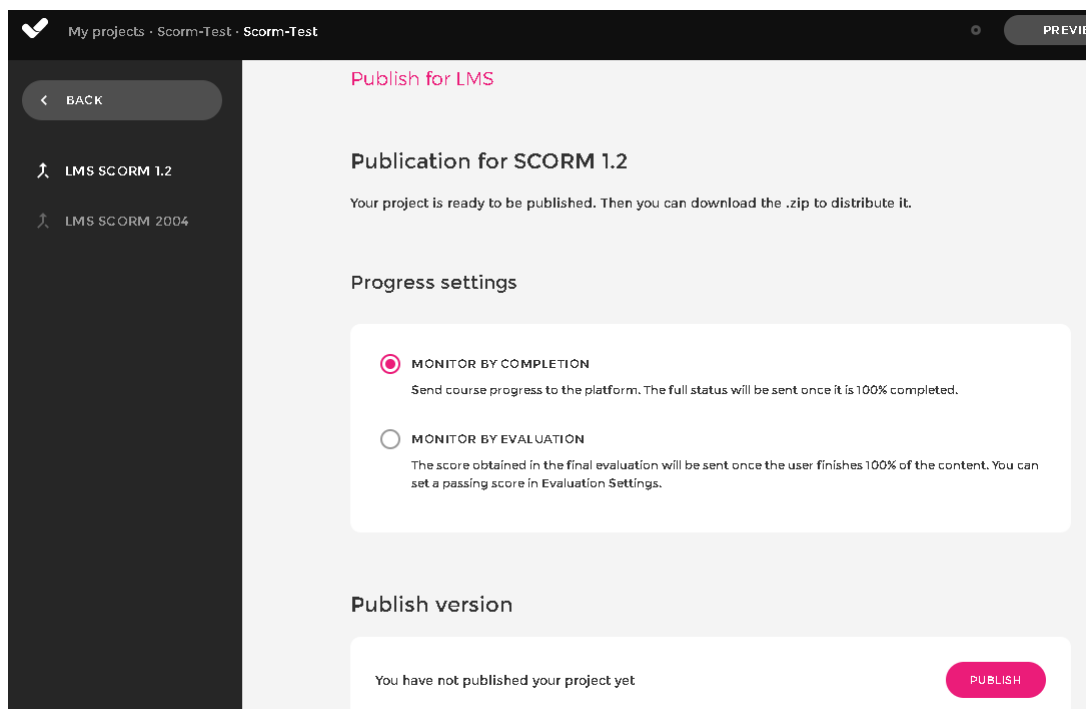 My projects · Scorm-Test · Scorm-Test
BACK
LMS SCORM 1.2
LMS SCORM 2004
Publish for LMS
Publication for SCORM 1.2
Your project is ready to be published. Then you can download the .zip to distribute it.
Progress settings
MONITOR BY COMPLETION
Send course progress to the platform. The full status will be sent once it is 100% completed.
MONITOR BY EVALUATION
The score obtained in the final evaluation will be sent once the user finishes 100% of the content. You can
set a passing score in Evaluation Settings.
Publish version
You have not published your project yet
PUBLISH